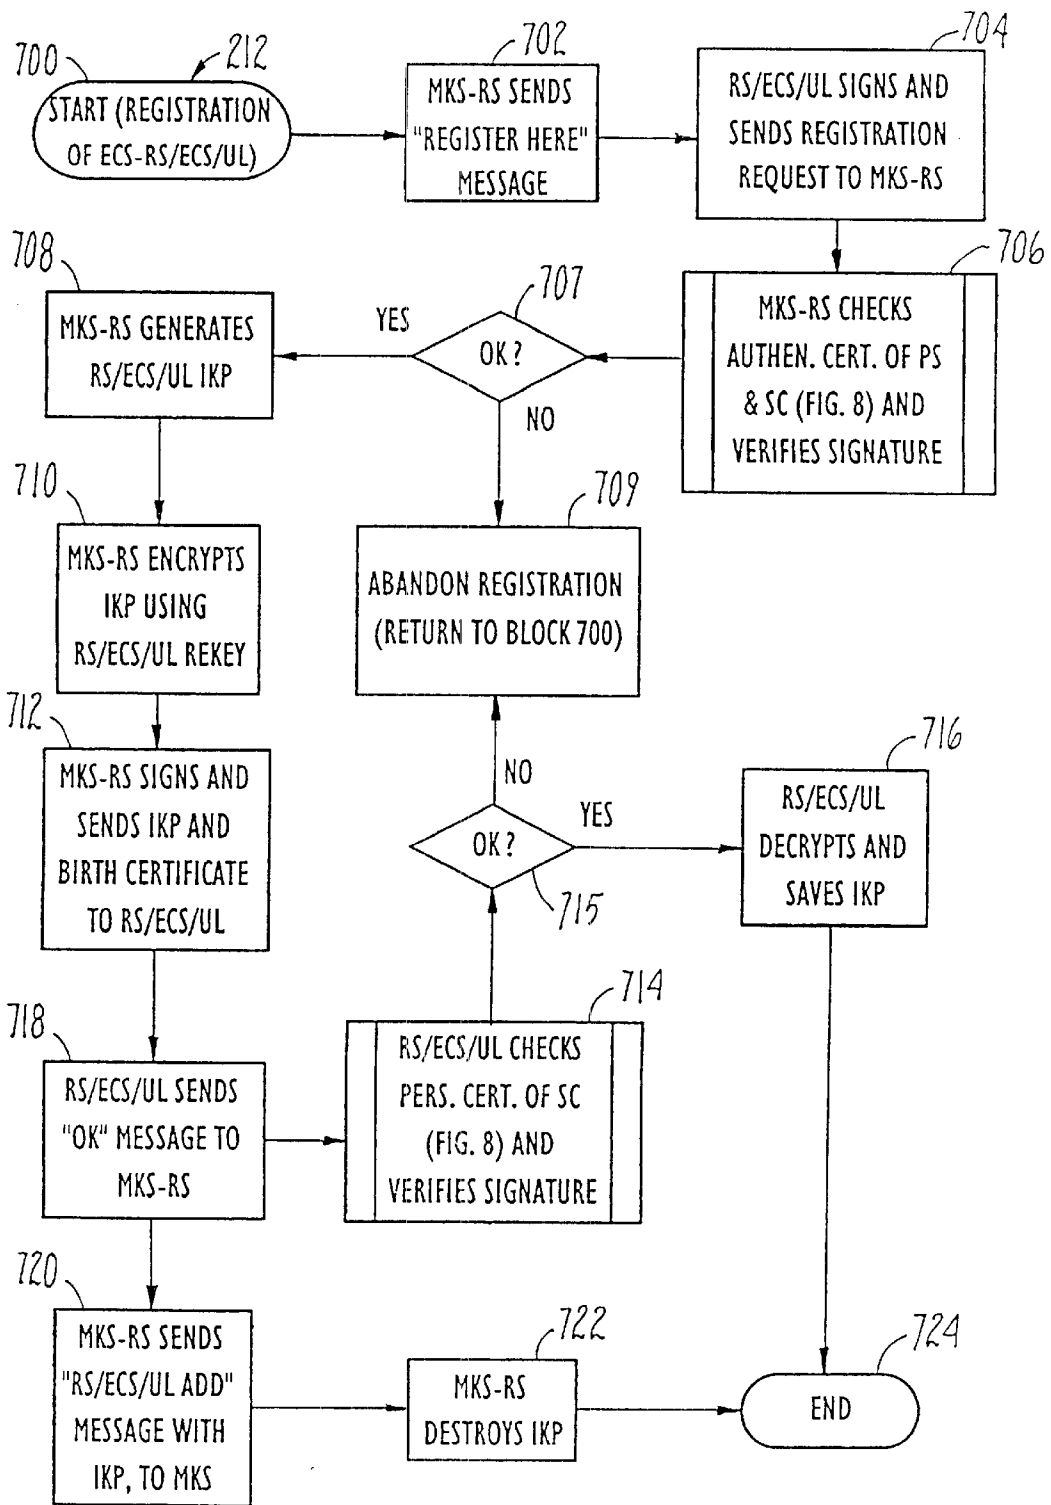 700
212
START (REGISTRATION
OF ECS-RS/ECS/UL)
702
MKS-RS SENDS
"REGISTER HERE"
MESSAGE
704
RS/ECS/UL SIGNS AND
SENDS REGISTRATION
REQUEST TO MKS-RS
706
MKS-RS CHECKS
AUTHEN. CERT. OF PS
& SC (FIG. 8) AND
VERIFIES SIGNATURE
707
OK?
YES
NO
708
MKS-RS GENERATES
RS/ECS/UL IKP
709
ABANDON REGISTRATION
(RETURN TO BLOCK 700)
710
MKS-RS ENCRYPTS
IKP USING
RS/ECS/UL REKEY
712
MKS-RS SIGNS AND
SENDS IKP AND
BIRTH CERTIFICATE
TO RS/ECS/UL
718
RS/ECS/UL SENDS
"OK" MESSAGE TO
MKS-RS
714
RS/ECS/UL CHECKS
PERS. CERT. OF SC
(FIG. 8) AND
VERIFIES SIGNATURE
NO
OK?
YES
715
716
RS/ECS/UL
DECRYPTS AND
SAVES IKP
720
MKS-RS SENDS
"RS/ECS/UL ADD"
MESSAGE WITH
IKP, TO MKS
722
MKS-RS
DESTROYS IKP
724
END